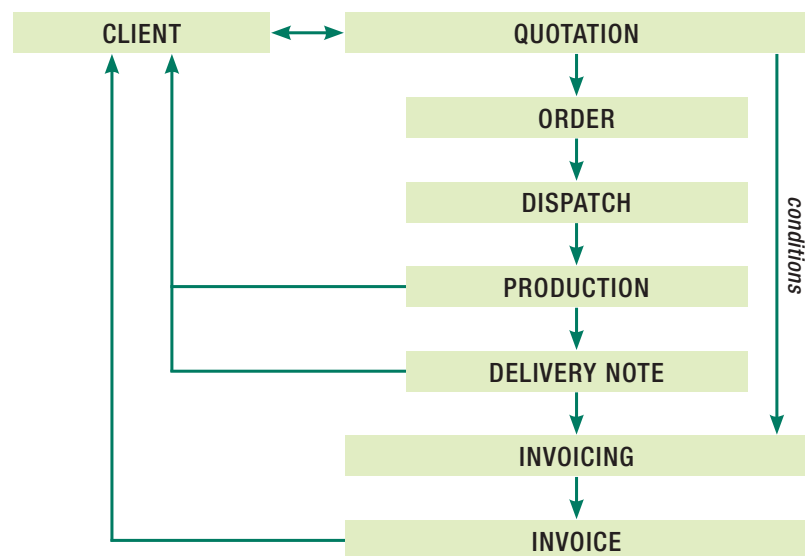 CLIENT
QUOTATION
ORDER
DISPATCH
conditions
PRODUCTION
DELIVERY NOTE
INVOICING
INVOICE